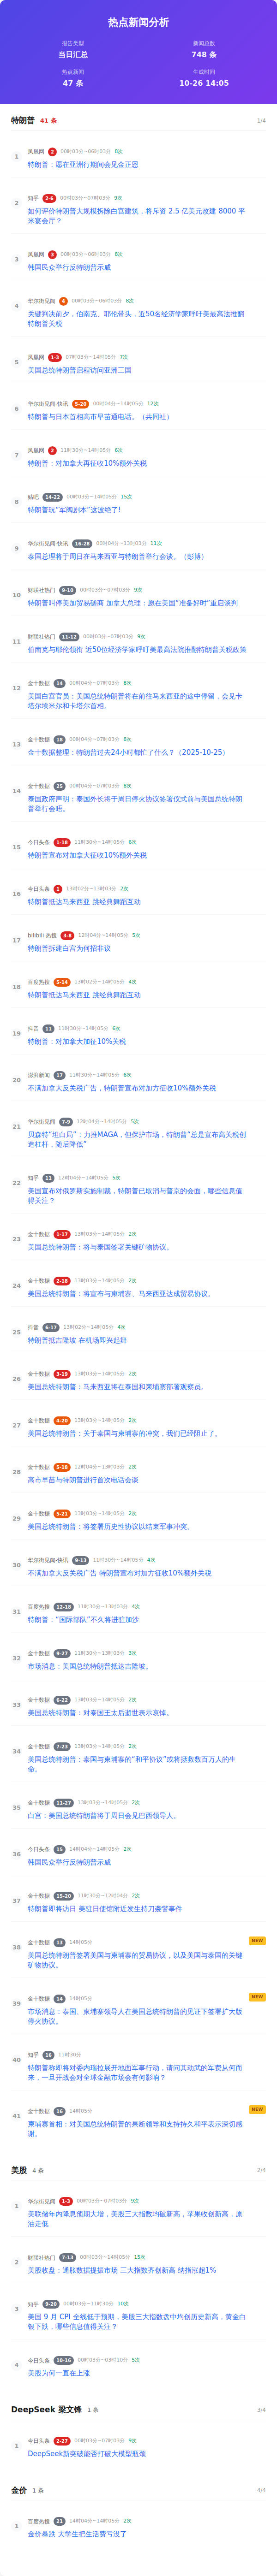 热点新闻分析
报告类型
新闻总数
当日汇总
748 条
热点新闻
生成时间
47 条
10-26 14:05
特朗普 41 条 1/4
1
凤凰网 2 00时03分~06时03分 8次
特朗普：愿在亚洲行期间会见金正恩
2
知乎 2-6 00时03分~07时03分 9次
如何评价特朗普大规模拆除白宫建筑，将斥资 2.5 亿美元改建 8000 平
米宴会厅？
3
凤凰网 3 00时03分~06时03分 8次
韩国民众举行反特朗普示威
4
华尔街见闻 4 00时03分~06时03分 8次
关键判决前夕，伯南克、耶伦带头，近50名经济学家呼吁美最高法推翻
特朗普关税
5
凤凰网 1-3 07时03分~14时05分 7次
美国总统特朗普启程访问亚洲三国
6
华尔街见闻-快讯 5-20 00时04分~14时05分 12次
特朗普与日本首相高市早苗通电话。（共同社）
7
凤凰网 2 11时30分~14时05分 6次
特朗普：对加拿大再征收10%额外关税
8
贴吧 14-22 00时03分~14时05分 15次
特朗普玩“军阀剧本”这波绝了!
9
华尔街见闻-快讯 16-28 00时04分~13时03分 11次
泰国总理将于周日在马来西亚与特朗普举行会谈。（彭博）
10
财联社热门 9-10 00时03分~07时03分 9次
特朗普叫停美加贸易磋商 加拿大总理：愿在美国“准备好时”重启谈判
11
财联社热门 11-12 00时03分~07时03分 9次
伯南克与耶伦领衔 近50位经济学家呼吁美最高法院推翻特朗普关税政策
12
金十数据 14 00时04分~07时03分 8次
美国白宫官员：美国总统特朗普将在前往马来西亚的途中停留，会见卡
塔尔埃米尔和卡塔尔首相。
13
金十数据 18 00时04分~07时03分 8次
金十数据整理：特朗普过去24小时都忙了什么？（2025-10-25）
14
金十数据 25 00时04分~07时03分 8次
泰国政府声明：泰国外长将于周日停火协议签署仪式前与美国总统特朗
普举行会晤。
15
今日头条 1-10 11时30分~14时05分 6次
特朗普宣布对加拿大征收10%额外关税
16
今日头条 1 13时02分~13时03分 2次
特朗普抵达马来西亚 跳经典舞蹈互动
17
bilibili 热搜 3-8 12时04分~14时05分 5次
特朗普拆建白宫为何招非议
18
百度热搜 5-14 13时02分~14时05分 4次
特朗普抵达马来西亚 跳经典舞蹈互动
19
抖音 11 11时30分~14时05分 6次
特朗普：对加拿大加征10%关税
20
澎湃新闻 17 11时30分~14时05分 6次
不满加拿大反关税广告，特朗普宣布对加方征收10%额外关税
21
华尔街见闻 7-9 12时04分~14时05分 5次
贝森特“坦白局”：力推MAGA，但保护市场，特朗普“总是宣布高关税创
造杠杆，随后降低”
22
知乎 11 12时04分~14时05分 5次
美国宣布对俄罗斯实施制裁，特朗普已取消与普京的会面，哪些信息值
得关注？
23
金十数据 1-17 13时03分~14时05分 2次
美国总统特朗普：将与泰国签署关键矿物协议。
24
金十数据 2-18 13时03分~14时05分 2次
美国总统特朗普：将宣布与柬埔寨、马来西亚达成贸易协议。
25
抖音 6-17 13时02分~14时05分 4次
特朗普抵吉隆坡 在机场即兴起舞
26
金十数据 3-19 13时03分~14时05分 2次
美国总统特朗普：马来西亚将在泰国和柬埔寨部署观察员。
27
金十数据 4-20 13时03分~14时05分 2次
美国总统特朗普：关于泰国与柬埔寨的冲突，我们已经阻止了。
28
金十数据 5-18 12时04分~13时03分 2次
高市早苗与特朗普进行首次电话会谈
29
金十数据 5-21 13时03分~14时05分 2次
美国总统特朗普：将签署历史性协议以结束军事冲突。
30
华尔街见闻-快讯 9-13 11时30分~14时05分 4次
不满加拿大反关税广告 特朗普宣布对加方征收10%额外关税
31
百度热搜 12-18 11时30分~13时03分 4次
特朗普：“国际部队”不久将进驻加沙
32
金十数据 9-27 11时30分~13时03分 3次
市场消息：美国总统特朗普抵达吉隆坡。
33
金十数据 6-22 13时03分~14时05分 2次
美国总统特朗普：对泰国王太后逝世表示哀悼。
34
金十数据 7-23 13时03分~14时05分 2次
美国总统特朗普：泰国与柬埔寨的“和平协议”或将拯救数百万人的生
命。
35
金十数据 11-27 13时03分~14时05分 2次
白宫：美国总统特朗普将于周日会见巴西领导人。
36
今日头条 15 14时04分~14时05分 2次
韩国民众举行反特朗普示威
37
金十数据 15-20 11时30分~12时04分 2次
特朗普即将访日 美驻日使馆附近发生持刀袭警事件
38
金十数据 13 14时05分 NEW
美国总统特朗普签署美国与柬埔寨的贸易协议，以及美国与泰国的关键
矿物协议。
39
金十数据 14 14时05分 NEW
市场消息：泰国、柬埔寨领导人在美国总统特朗普的见证下签署扩大版
停火协议。
40
知乎 16 11时30分
特朗普称即将对委内瑞拉展开地面军事行动，请问其动武的军费从何而
来，一旦开战会对全球金融市场会有何影响？
41
金十数据 16 14时05分 NEW
柬埔寨首相：对美国总统特朗普的果断领导和支持持久和平表示深切感
谢。
美股 4 条 2/4
1
华尔街见闻 1-3 00时03分~07时03分 9次
美联储年内降息预期大增，美股三大指数均破新高，苹果收创新高，原
油走低
2
财联社热门 7-13 00时03分~14时05分 15次
美股收盘：通胀数据提振市场 三大指数齐创新高 纳指涨超1%
3
知乎 9-20 00时03分~11时30分 10次
美国 9 月 CPI 全线低于预期，美股三大指数盘中均创历史新高，黄金白
银下跌，哪些信息值得关注？
4
今日头条 10-16 00时03分~03时10分 5次
美股为何一直在上涨
DeepSeek 梁文锋 1 条 3/4
1
今日头条 2-27 00时03分~07时03分 9次
DeepSeek新突破能否打破大模型瓶颈
金价 1 条 4/4
1
百度热搜 21 14时04分~14时05分 2次
金价暴跌 大学生把生活费亏没了